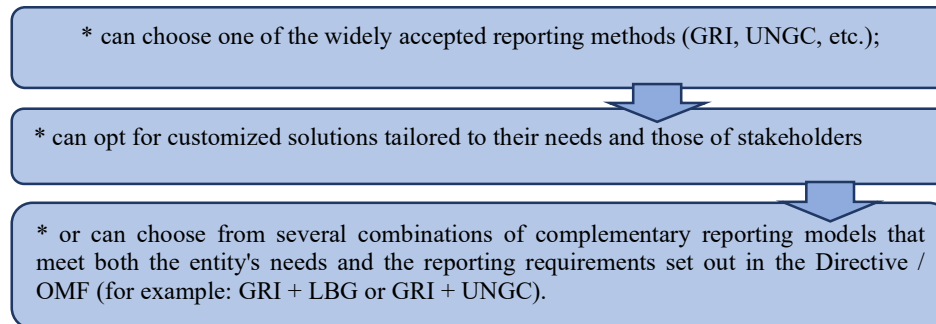 * can choose one of the widely accepted reporting methods (GRI, UNGC, etc.);
* can opt for customized solutions tailored to their needs and those of stakeholders
* or can choose from several combinations of complementary reporting models that
meet both the entity's needs and the reporting requirements set out in the Directive /
OMF (for example: GRI + LBG or GRI + UNGC).